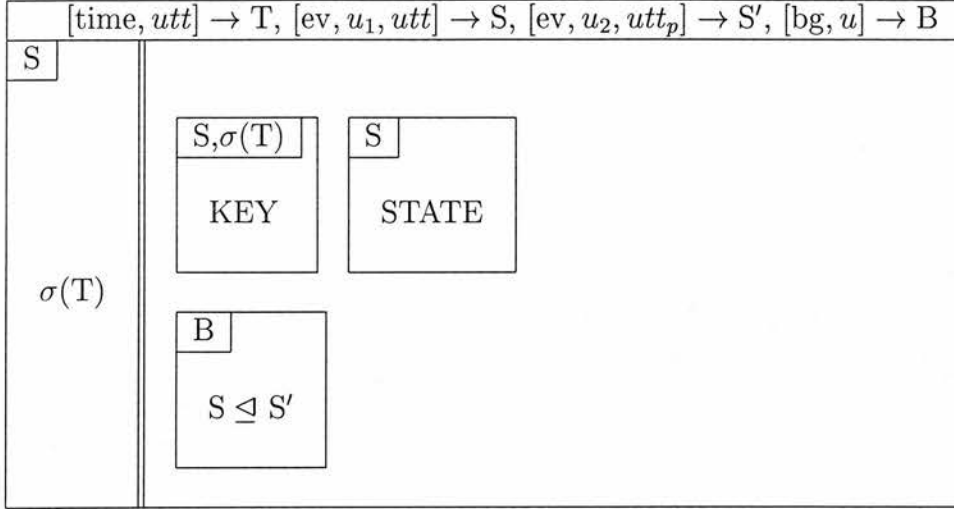 [time, utt] → T, [ev, u₁, utt] → S, [ev, u₂, uttₚ] → S′, [bg, u] → B
S
S,σ(T) S
KEY STATE
σ(T)
B
S ⊴ S′